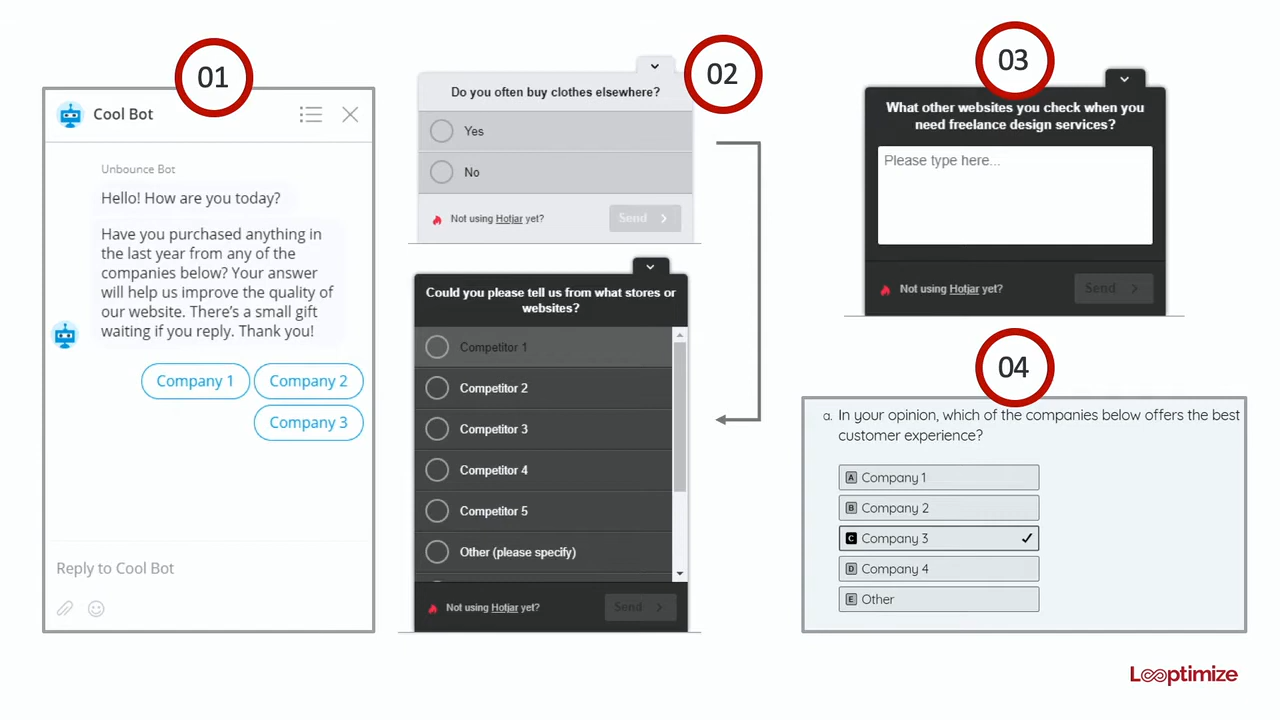 01
Cool Bot
Unbounce Bot
Hello! How are you today?
Have you purchased anything in
the last year from any of the
companies below? Your answer
will help us improve the quality of
our website. There's a small gift
waiting if you reply. Thank you!
Company 1
Company 2
Company 3
Reply to Cool Bot
02
Do you often buy clothes elsewhere?
Yes
No
Not using Hotjar yet?
Send
Could you please tell us from what stores or
websites?
Competitor 1
Competitor 2
Competitor 3
Competitor 4
Competitor 5
Other (please specify)
Not using Hotjar yet?
Send
03
What other websites you check when you
need freelance design services?
Please type here...
Not using Hotjar yet?
Send
04
a. In your opinion, which of the companies below offers the best
customer experience?
A Company 1
B Company 2
C Company 3
D Company 4
E Other
Looptimize